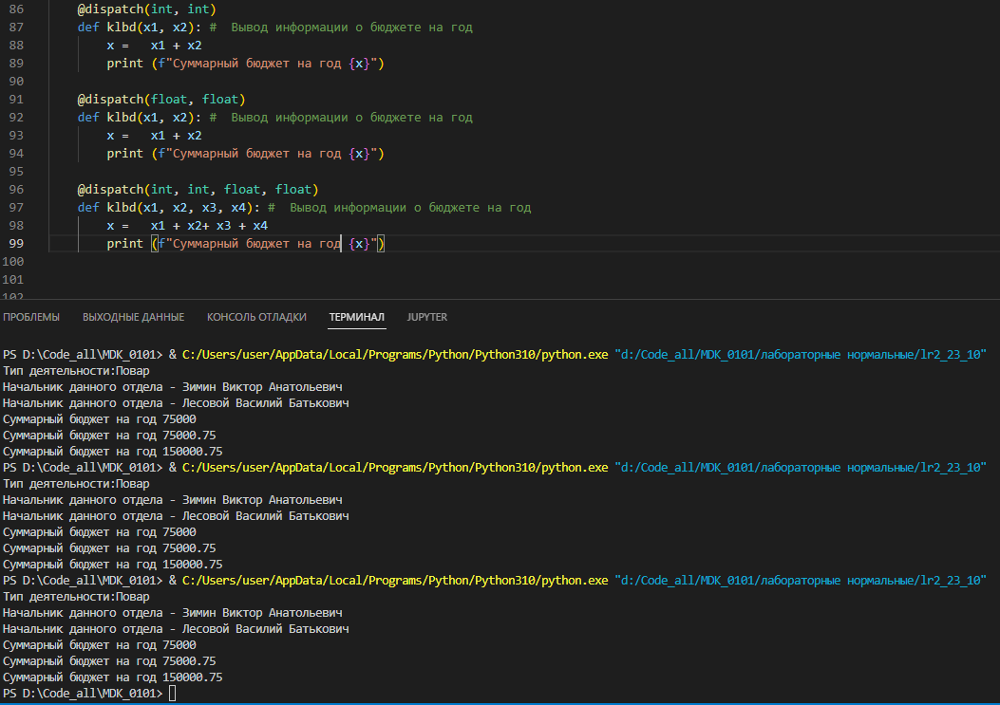 86 @dispatch(int, int)
87 def klbd(x1, x2): #  Вывод информации о бюджете на год
88 x =   x1 + x2
89 print (f"Суммарный бюджет на год {x}")
90
91 @dispatch(float, float)
92 def klbd(x1, x2): #  Вывод информации о бюджете на год
93 x =   x1 + x2
94 print (f"Суммарный бюджет на год {x}")
95
96 @dispatch(int, int, float, float)
97 def klbd(x1, x2, x3, x4): #  Вывод информации о бюджете на год
98 x =   x1 + x2+ x3 + x4
99 print (f"Суммарный бюджет на год {x}")
100
101
102
ПРОБЛЕМЫ ВЫХОДНЫЕ ДАННЫЕ КОНСОЛЬ ОТЛАДКИ ТЕРМИНАЛ JUPYTER
PS D:\Code_all\MDK_0101> & C:/Users/user/AppData/Local/Programs/Python/Python310/python.exe "d:/Code_all/MDK_0101/лабораторные нормальные/lr2_23_10"
Тип деятельности:Повар
Начальник данного отдела - Зимин Виктор Анатольевич
Начальник данного отдела - Лесовой Василий Батькович
Суммарный бюджет на год 75000
Суммарный бюджет на год 75000.75
Суммарный бюджет на год 150000.75
PS D:\Code_all\MDK_0101> & C:/Users/user/AppData/Local/Programs/Python/Python310/python.exe "d:/Code_all/MDK_0101/лабораторные нормальные/lr2_23_10"
Тип деятельности:Повар
Начальник данного отдела - Зимин Виктор Анатольевич
Начальник данного отдела - Лесовой Василий Батькович
Суммарный бюджет на год 75000
Суммарный бюджет на год 75000.75
Суммарный бюджет на год 150000.75
PS D:\Code_all\MDK_0101> & C:/Users/user/AppData/Local/Programs/Python/Python310/python.exe "d:/Code_all/MDK_0101/лабораторные нормальные/lr2_23_10"
Тип деятельности:Повар
Начальник данного отдела - Зимин Виктор Анатольевич
Начальник данного отдела - Лесовой Василий Батькович
Суммарный бюджет на год 75000
Суммарный бюджет на год 75000.75
Суммарный бюджет на год 150000.75
PS D:\Code_all\MDK_0101>